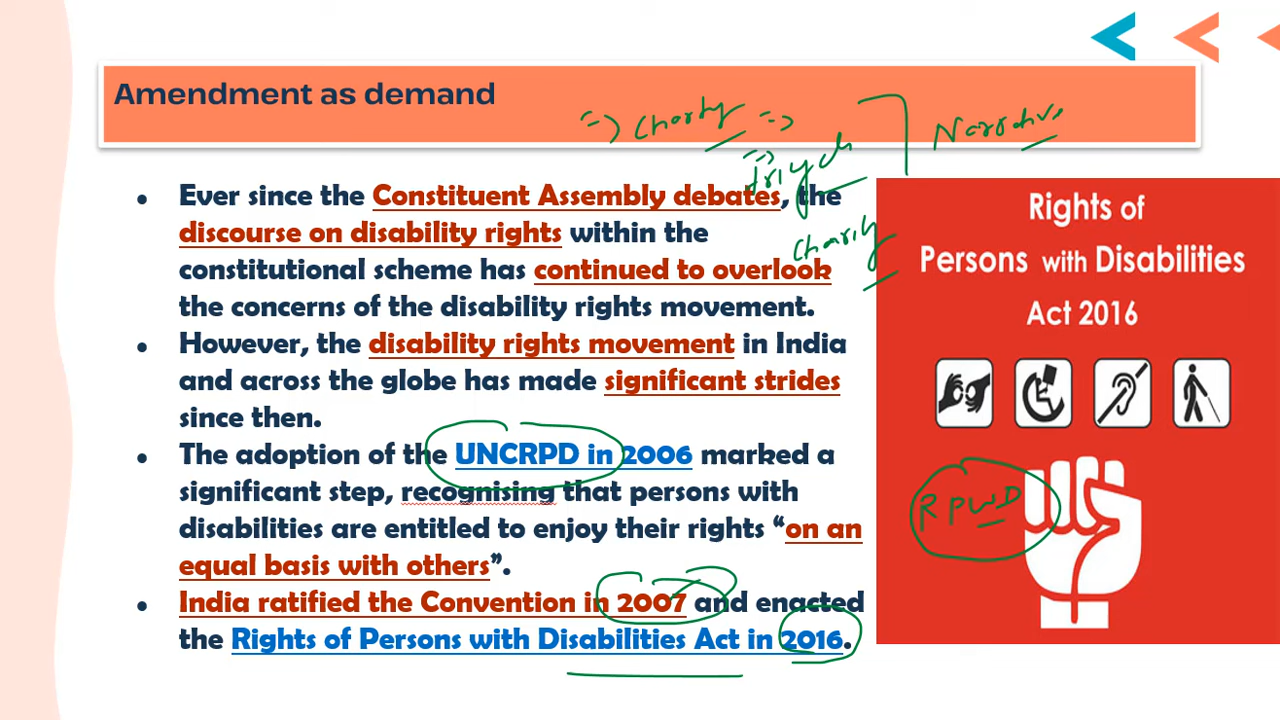 Amendment as demand
=> Charity =>
Narrative
• Ever since the Constituent Assembly debates, the
discourse on disability rights within the
constitutional scheme has continued to overlook
the concerns of the disability rights movement.
charity
• However, the disability rights movement in India
and across the globe has made significant strides
since then.
• The adoption of the UNCRPD in 2006 marked a
significant step, recognising that persons with
disabilities are entitled to enjoy their rights “on an
equal basis with others”.
• India ratified the Convention in 2007 and enacted
the Rights of Persons with Disabilities Act in 2016.
Rights of
Persons with Disabilities
Act 2016
RPWD